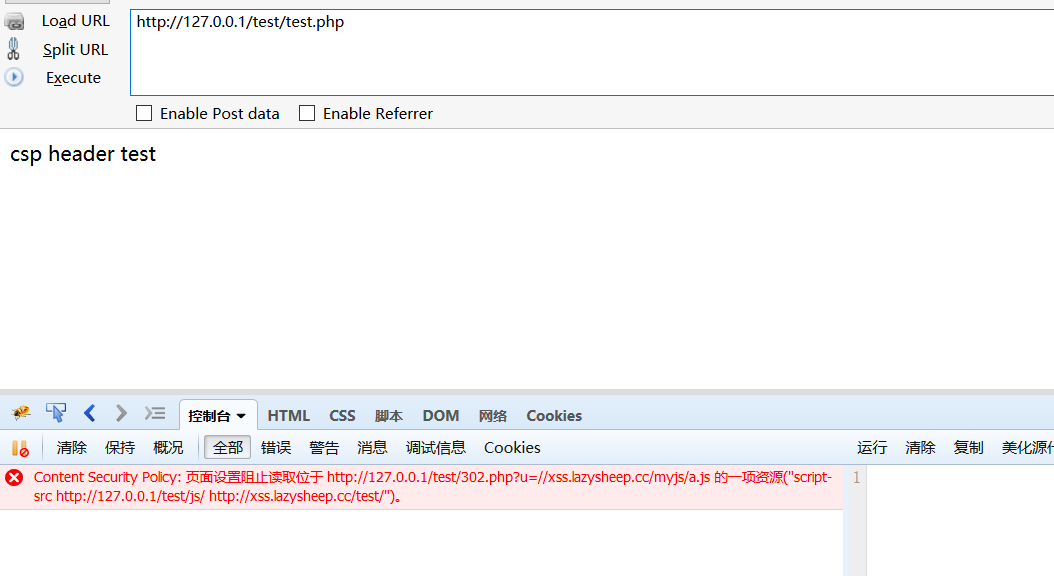 Load URL
http://127.0.0.1/test/test.php
Split URL
Execute
Enable Post data Enable Referrer
csp header test
控制台 HTML CSS 脚本 DOM 网络 Cookies
清除 保持 概况 全部 错误 警告 消息 调试信息 Cookies 运行 清除 复制 美化源
Content Security Policy: 页面设置阻止读取位于 http://127.0.0.1/test/302.php?u=//xss.lazysheep.cc/myjs/a.js 的一项资源("script-
src http://127.0.0.1/test/js/ http://xss.lazysheep.cc/test/")。
1